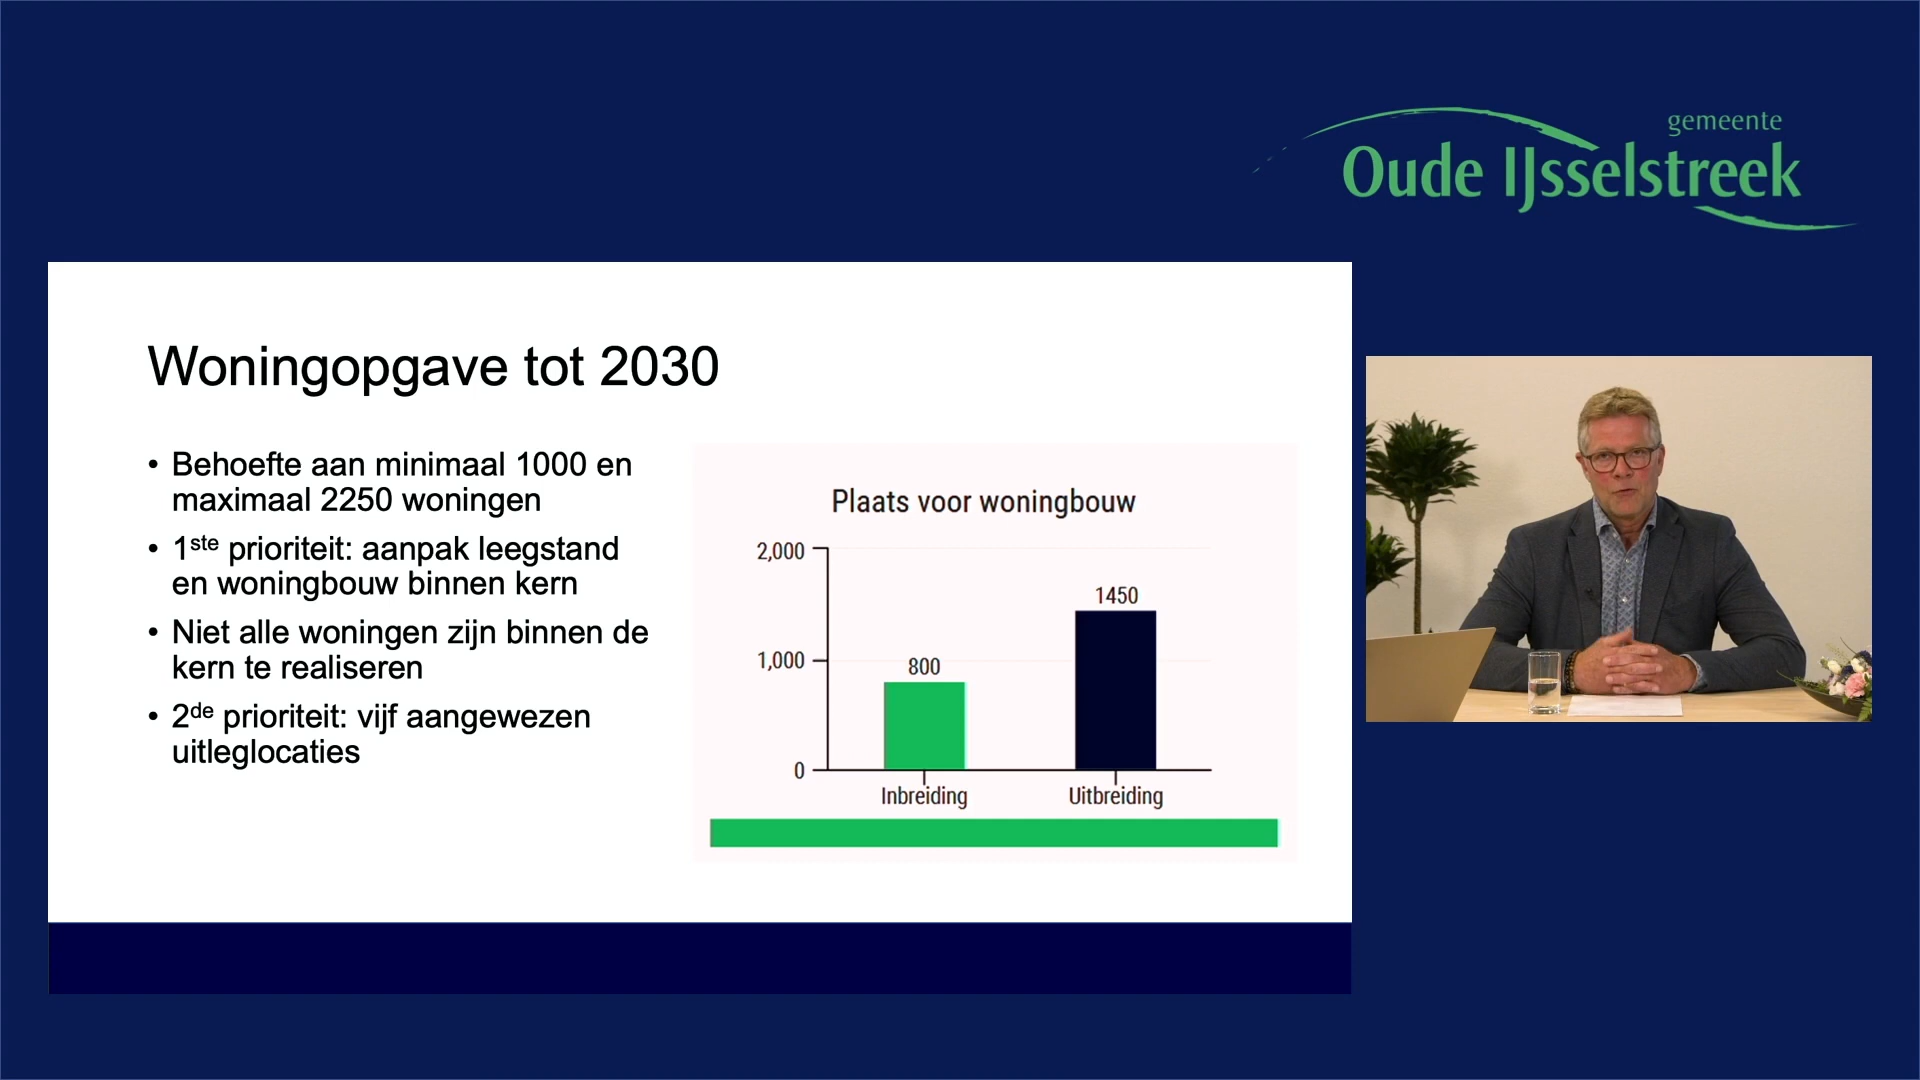 gemeente
Oude IJsselstreek
Woningopgave tot 2030
• Behoefte aan minimaal 1000 en
maximaal 2250 woningen
• 1ste prioriteit: aanpak leegstand
en woningbouw binnen kern
• Niet alle woningen zijn binnen de
kern te realiseren
• 2de prioriteit: vijf aangewezen
uitleglocaties
Plaats voor woningbouw
2,000
1450
1,000
800
0
Inbreiding
Uitbreiding